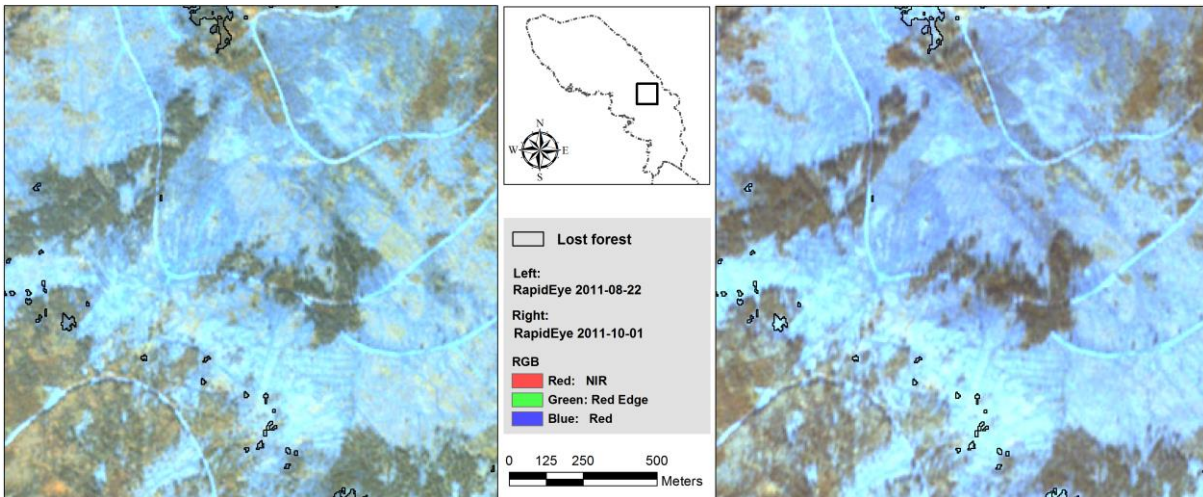 N
W E
S
Lost forest
Left:
RapidEye 2011-08-22
Right:
RapidEye 2011-10-01
RGB
Red: NIR
Green: Red Edge
Blue: Red
0 125 250 500
Meters